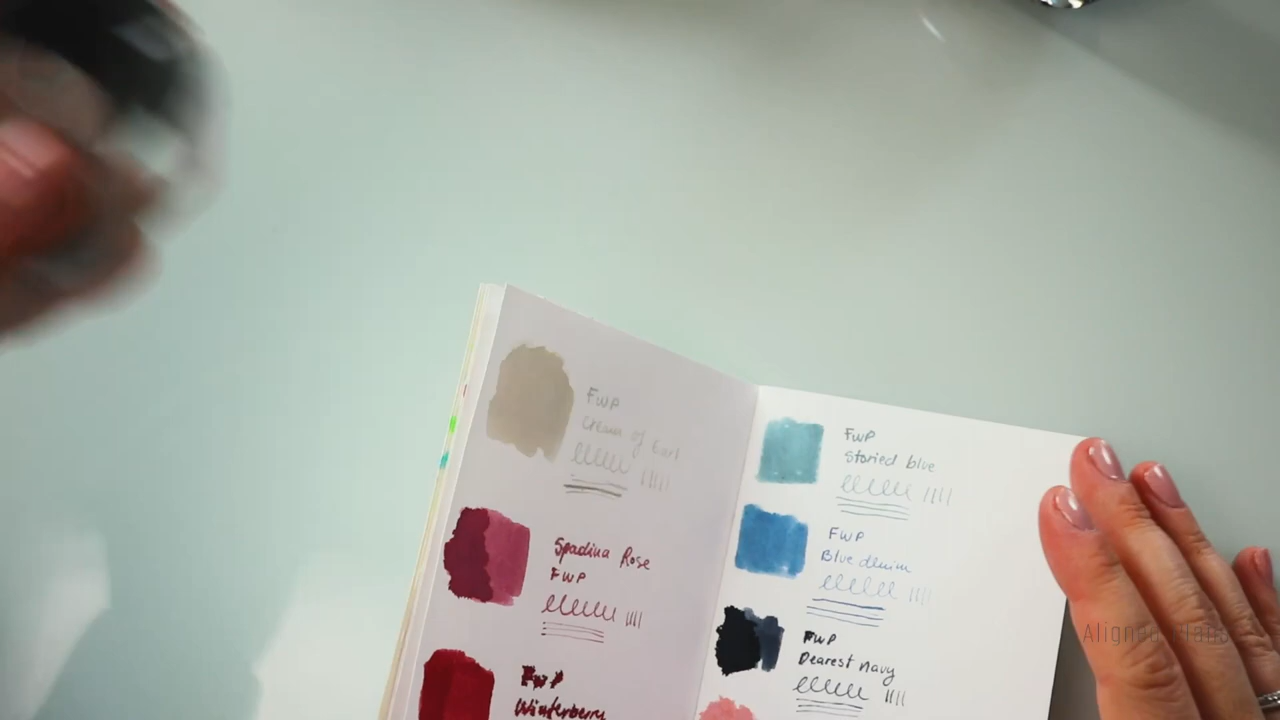 FWP
Cream of Earl
Spadina Rose
FWP
FWP
Winterberry
FWP
Storied blue
FWP
Blue denim
FWP
Dearest Navy